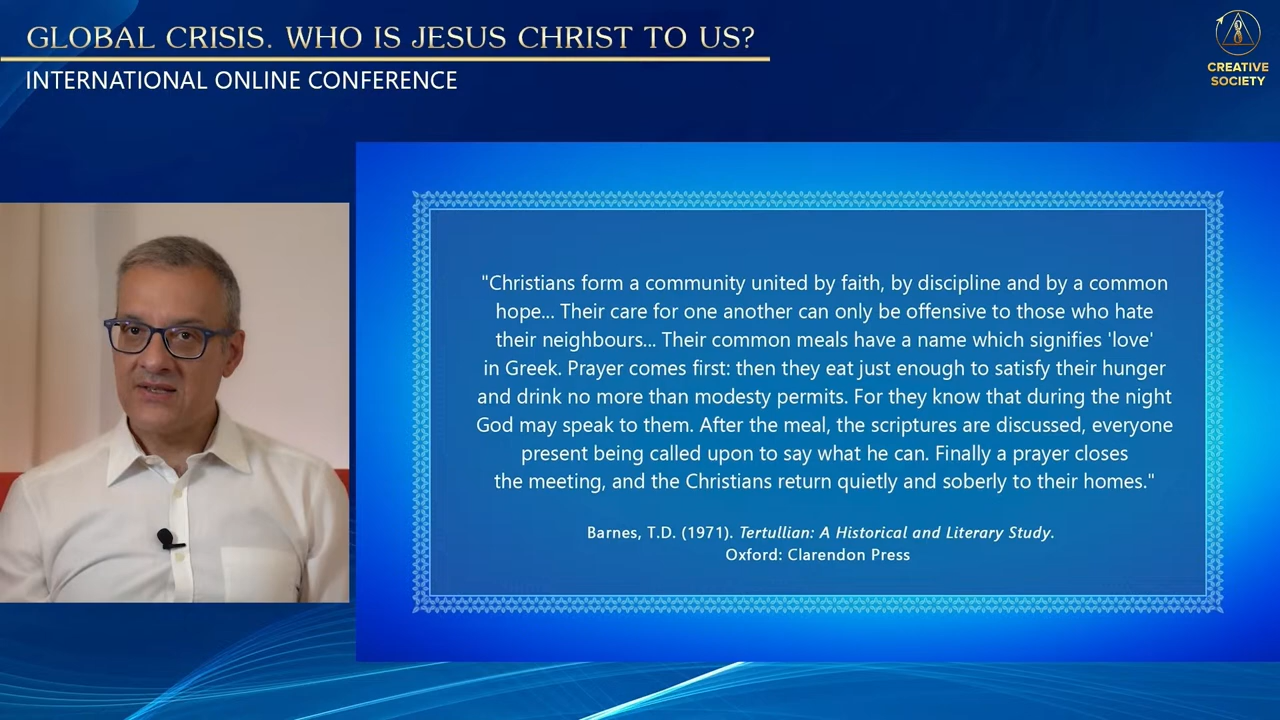 GLOBAL CRISIS. WHO IS JESUS CHRIST TO US?
INTERNATIONAL ONLINE CONFERENCE
CREATIVE
SOCIETY
"Christians form a community united by faith, by discipline and by a common
hope... Their care for one another can only be offensive to those who hate
their neighbours... Their common meals have a name which signifies 'love'
in Greek. Prayer comes first: then they eat just enough to satisfy their hunger
and drink no more than modesty permits. For they know that during the night
God may speak to them. After the meal, the scriptures are discussed, everyone
present being called upon to say what he can. Finally a prayer closes
the meeting, and the Christians return quietly and soberly to their homes."
Barnes, T.D. (1971). Tertullian: A Historical and Literary Study.
Oxford: Clarendon Press